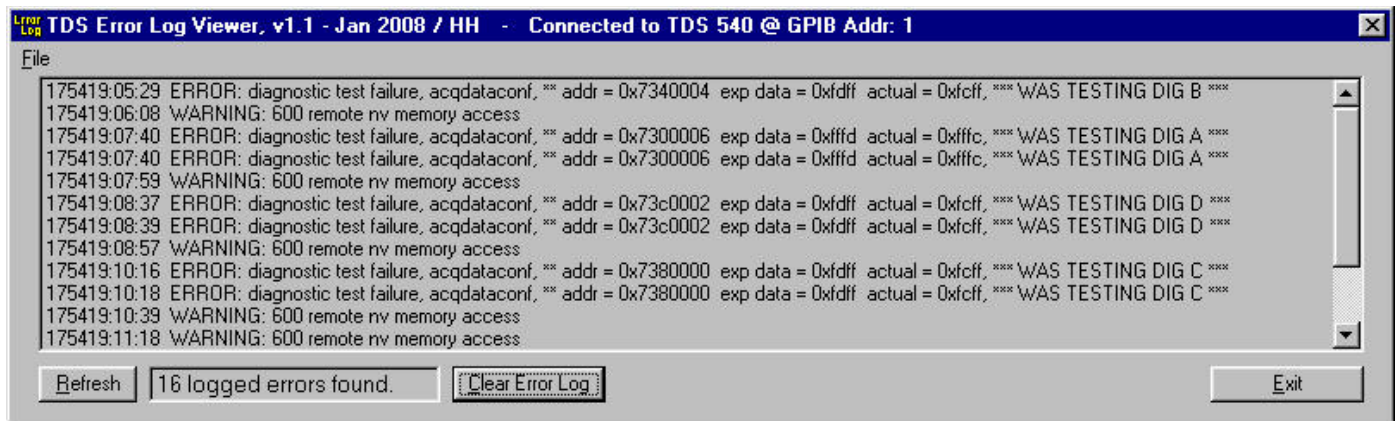 Error Log TDS Error Log Viewer, v1.1 - Jan 2008 / HH - Connected to TDS 540 @ GPIB Addr: 1
File
175419:05:29 ERROR: diagnostic test failure, acqdataconf, ** addr = 0x7340004 exp data = 0xfdff actual = 0xfcff, *** WAS TESTING DIG B ***
175419:06:08 WARNING: 600 remote nv memory access
175419:07:40 ERROR: diagnostic test failure, acqdataconf, ** addr = 0x7300006 exp data = 0xfffd actual = 0xfffc, *** WAS TESTING DIG A ***
175419:07:40 ERROR: diagnostic test failure, acqdataconf, ** addr = 0x7300006 exp data = 0xfffd actual = 0xfffc, *** WAS TESTING DIG A ***
175419:07:59 WARNING: 600 remote nv memory access
175419:08:37 ERROR: diagnostic test failure, acqdataconf, ** addr = 0x73c0002 exp data = 0xfdff actual = 0xfcff, *** WAS TESTING DIG D ***
175419:08:39 ERROR: diagnostic test failure, acqdataconf, ** addr = 0x73c0002 exp data = 0xfdff actual = 0xfcff, *** WAS TESTING DIG D ***
175419:08:57 WARNING: 600 remote nv memory access
175419:10:16 ERROR: diagnostic test failure, acqdataconf, ** addr = 0x7380000 exp data = 0xfdff actual = 0xfcff, *** WAS TESTING DIG C ***
175419:10:18 ERROR: diagnostic test failure, acqdataconf, ** addr = 0x7380000 exp data = 0xfdff actual = 0xfcff, *** WAS TESTING DIG C ***
175419:10:39 WARNING: 600 remote nv memory access
175419:11:18 WARNING: 600 remote nv memory access
Refresh 16 logged errors found. Clear Error Log Exit